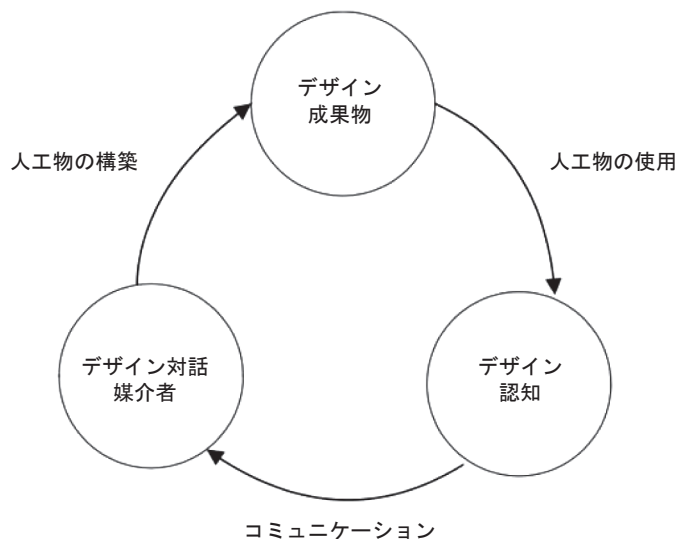 デザイン
成果物
人工物の構築
人工物の使用
デザイン対話
媒介者
デザイン
認知
コミュニケーション